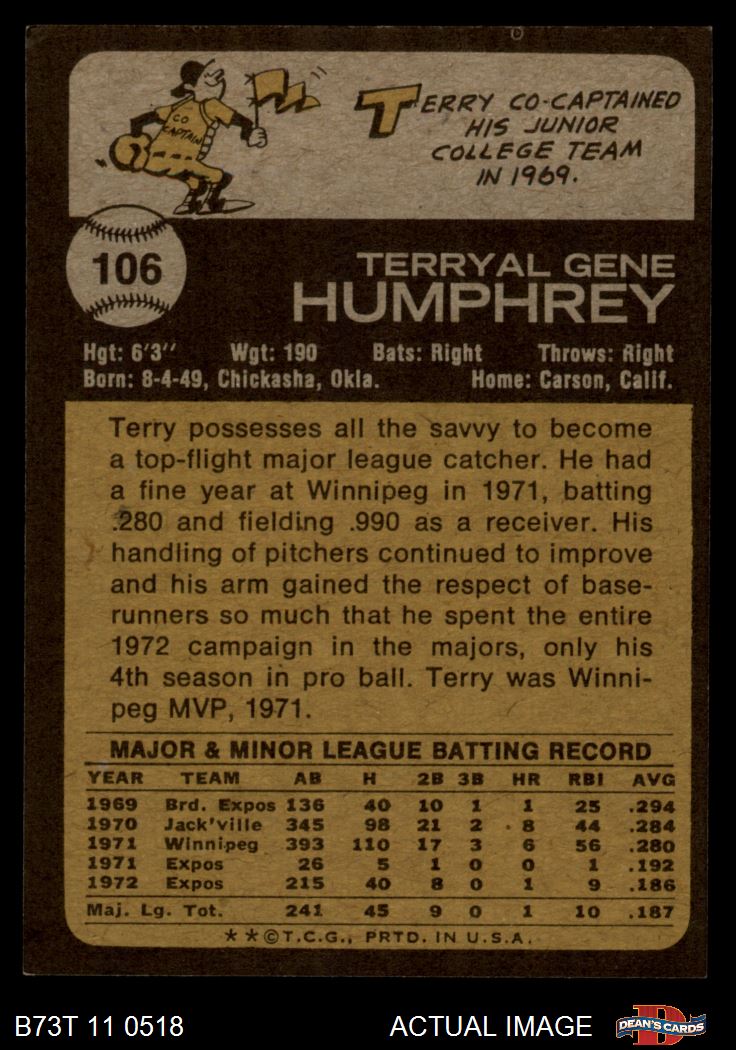 CO
CAPTAIN
TERRY CO-CAPTAINED
HIS JUNIOR
COLLEGE TEAM
IN 1969.
106
TERRYAL GENE
HUMPHREY
Hgt: 6'3'' Wgt: 190 Bats: Right Throws: Right
Born: 8-4-49, Chickasha, Okla. Home: Carson, Calif.
Terry possesses all the savvy to become
a top-flight major league catcher. He had
a fine year at Winnipeg in 1971, batting
.280 and fielding .990 as a receiver. His
handling of pitchers continued to improve
and his arm gained the respect of base-
runners so much that he spent the entire
1972 campaign in the majors, only his
4th season in pro ball. Terry was Winni-
peg MVP, 1971.
MAJOR & MINOR LEAGUE BATTING RECORD
YEAR TEAM AB H 2B 3B HR RBI AVG
1969 Brd. Expos 136 40 10 1 1 25 .294
1970 Jack'ville 345 98 21 2 8 44 .284
1971 Winnipeg 393 110 17 3 6 56 .280
1971 Expos 26 5 1 0 0 1 .192
1972 Expos 215 40 8 0 1 9 .186
Maj. Lg. Tot. 241 45 9 0 1 10 .187
* * © T.C.G., PRTD. IN U.S.A.
B73T 11 0518 ACTUAL IMAGE D DEAN'S CARDS